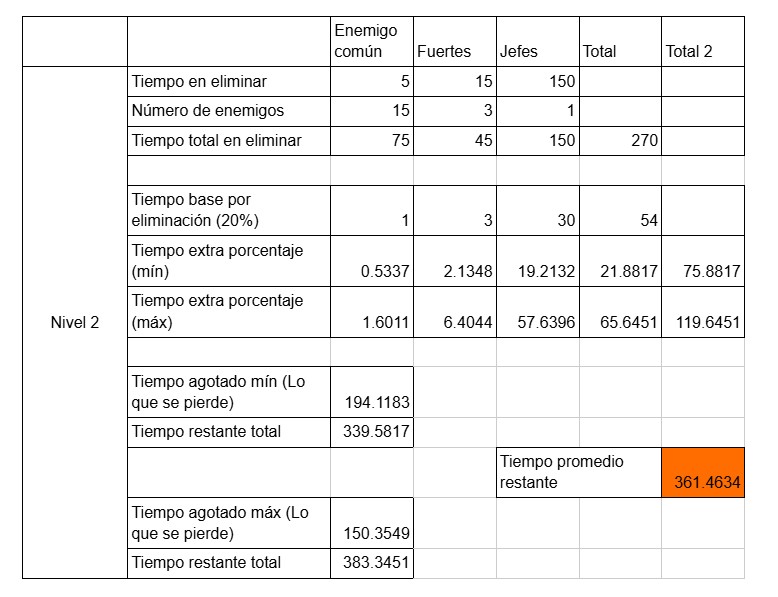 Enemigo común Fuertes Jefes Total Total 2
Nivel 2
Tiempo en eliminar 5 15 150
Número de enemigos 15 3 1
Tiempo total en eliminar 75 45 150 270
Tiempo base por
eliminación (20%) 1 3 30 54
Tiempo extra porcentaje
(mín) 0.5337 2.1348 19.2132 21.8817 75.8817
Tiempo extra porcentaje
(máx) 1.6011 6.4044 57.6396 65.6451 119.6451
Tiempo agotado mín (Lo
que se pierde) 194.1183
Tiempo restante total 339.5817
Tiempo promedio
restante 361.4634
Tiempo agotado máx (Lo
que se pierde) 150.3549
Tiempo restante total 383.3451